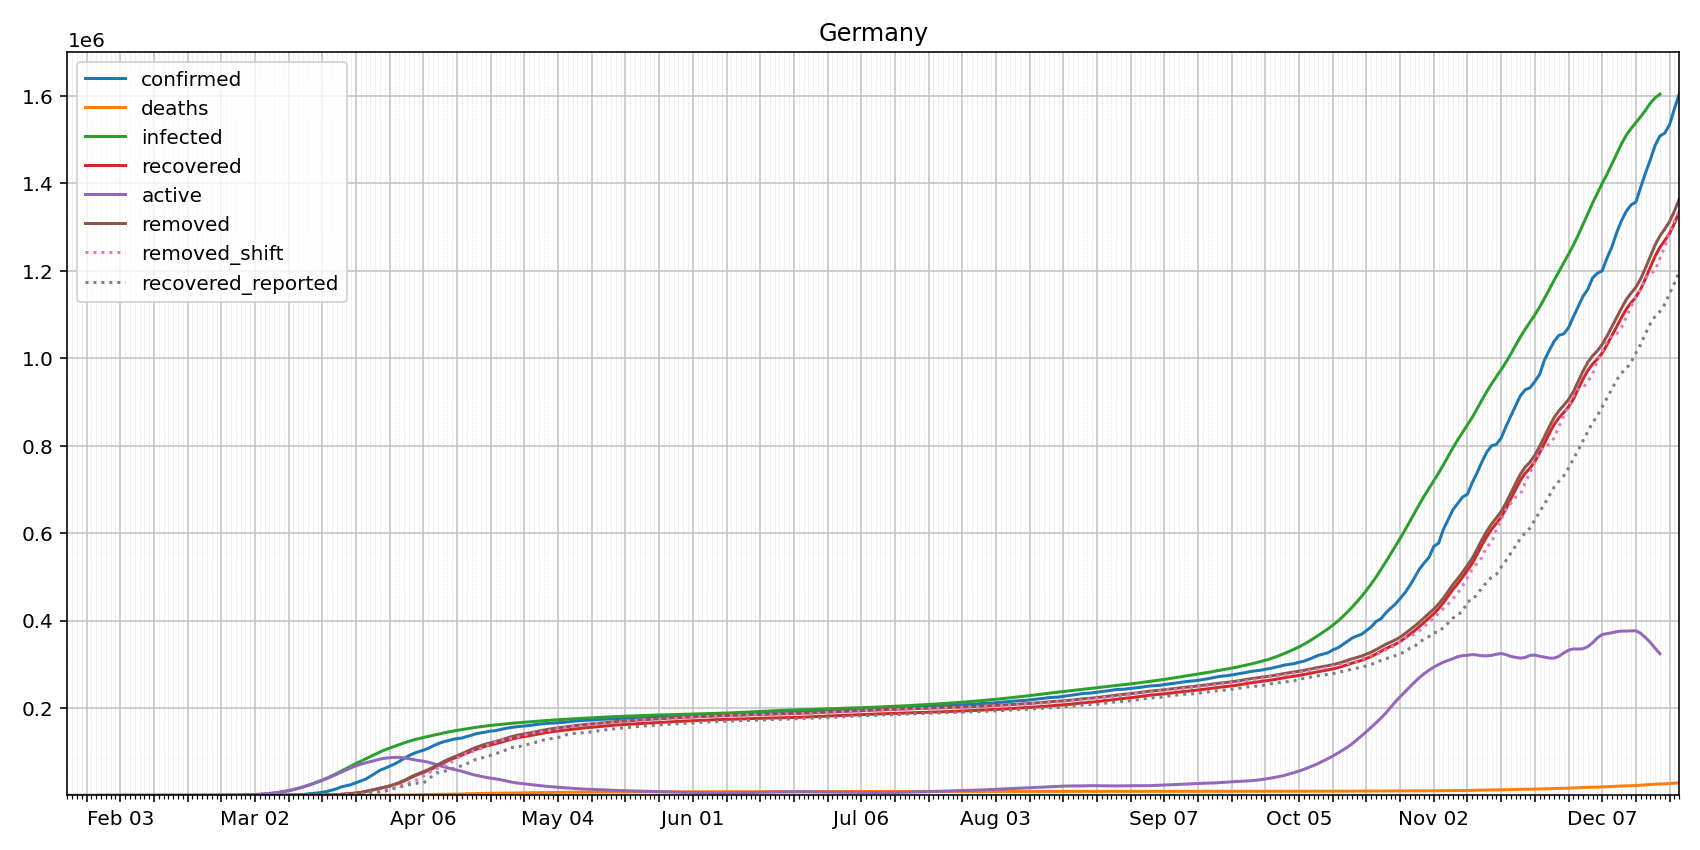 Germany
1e6
confirmed
deaths
infected
recovered
active
removed
removed_shift
recovered_reported
1.6
1.4
1.2
1.0
0.8
0.6
0.4
0.2
Feb 03 Mar 02 Apr 06 May 04 Jun 01 Jul 06 Aug 03 Sep 07 Oct 05 Nov 02 Dec 07